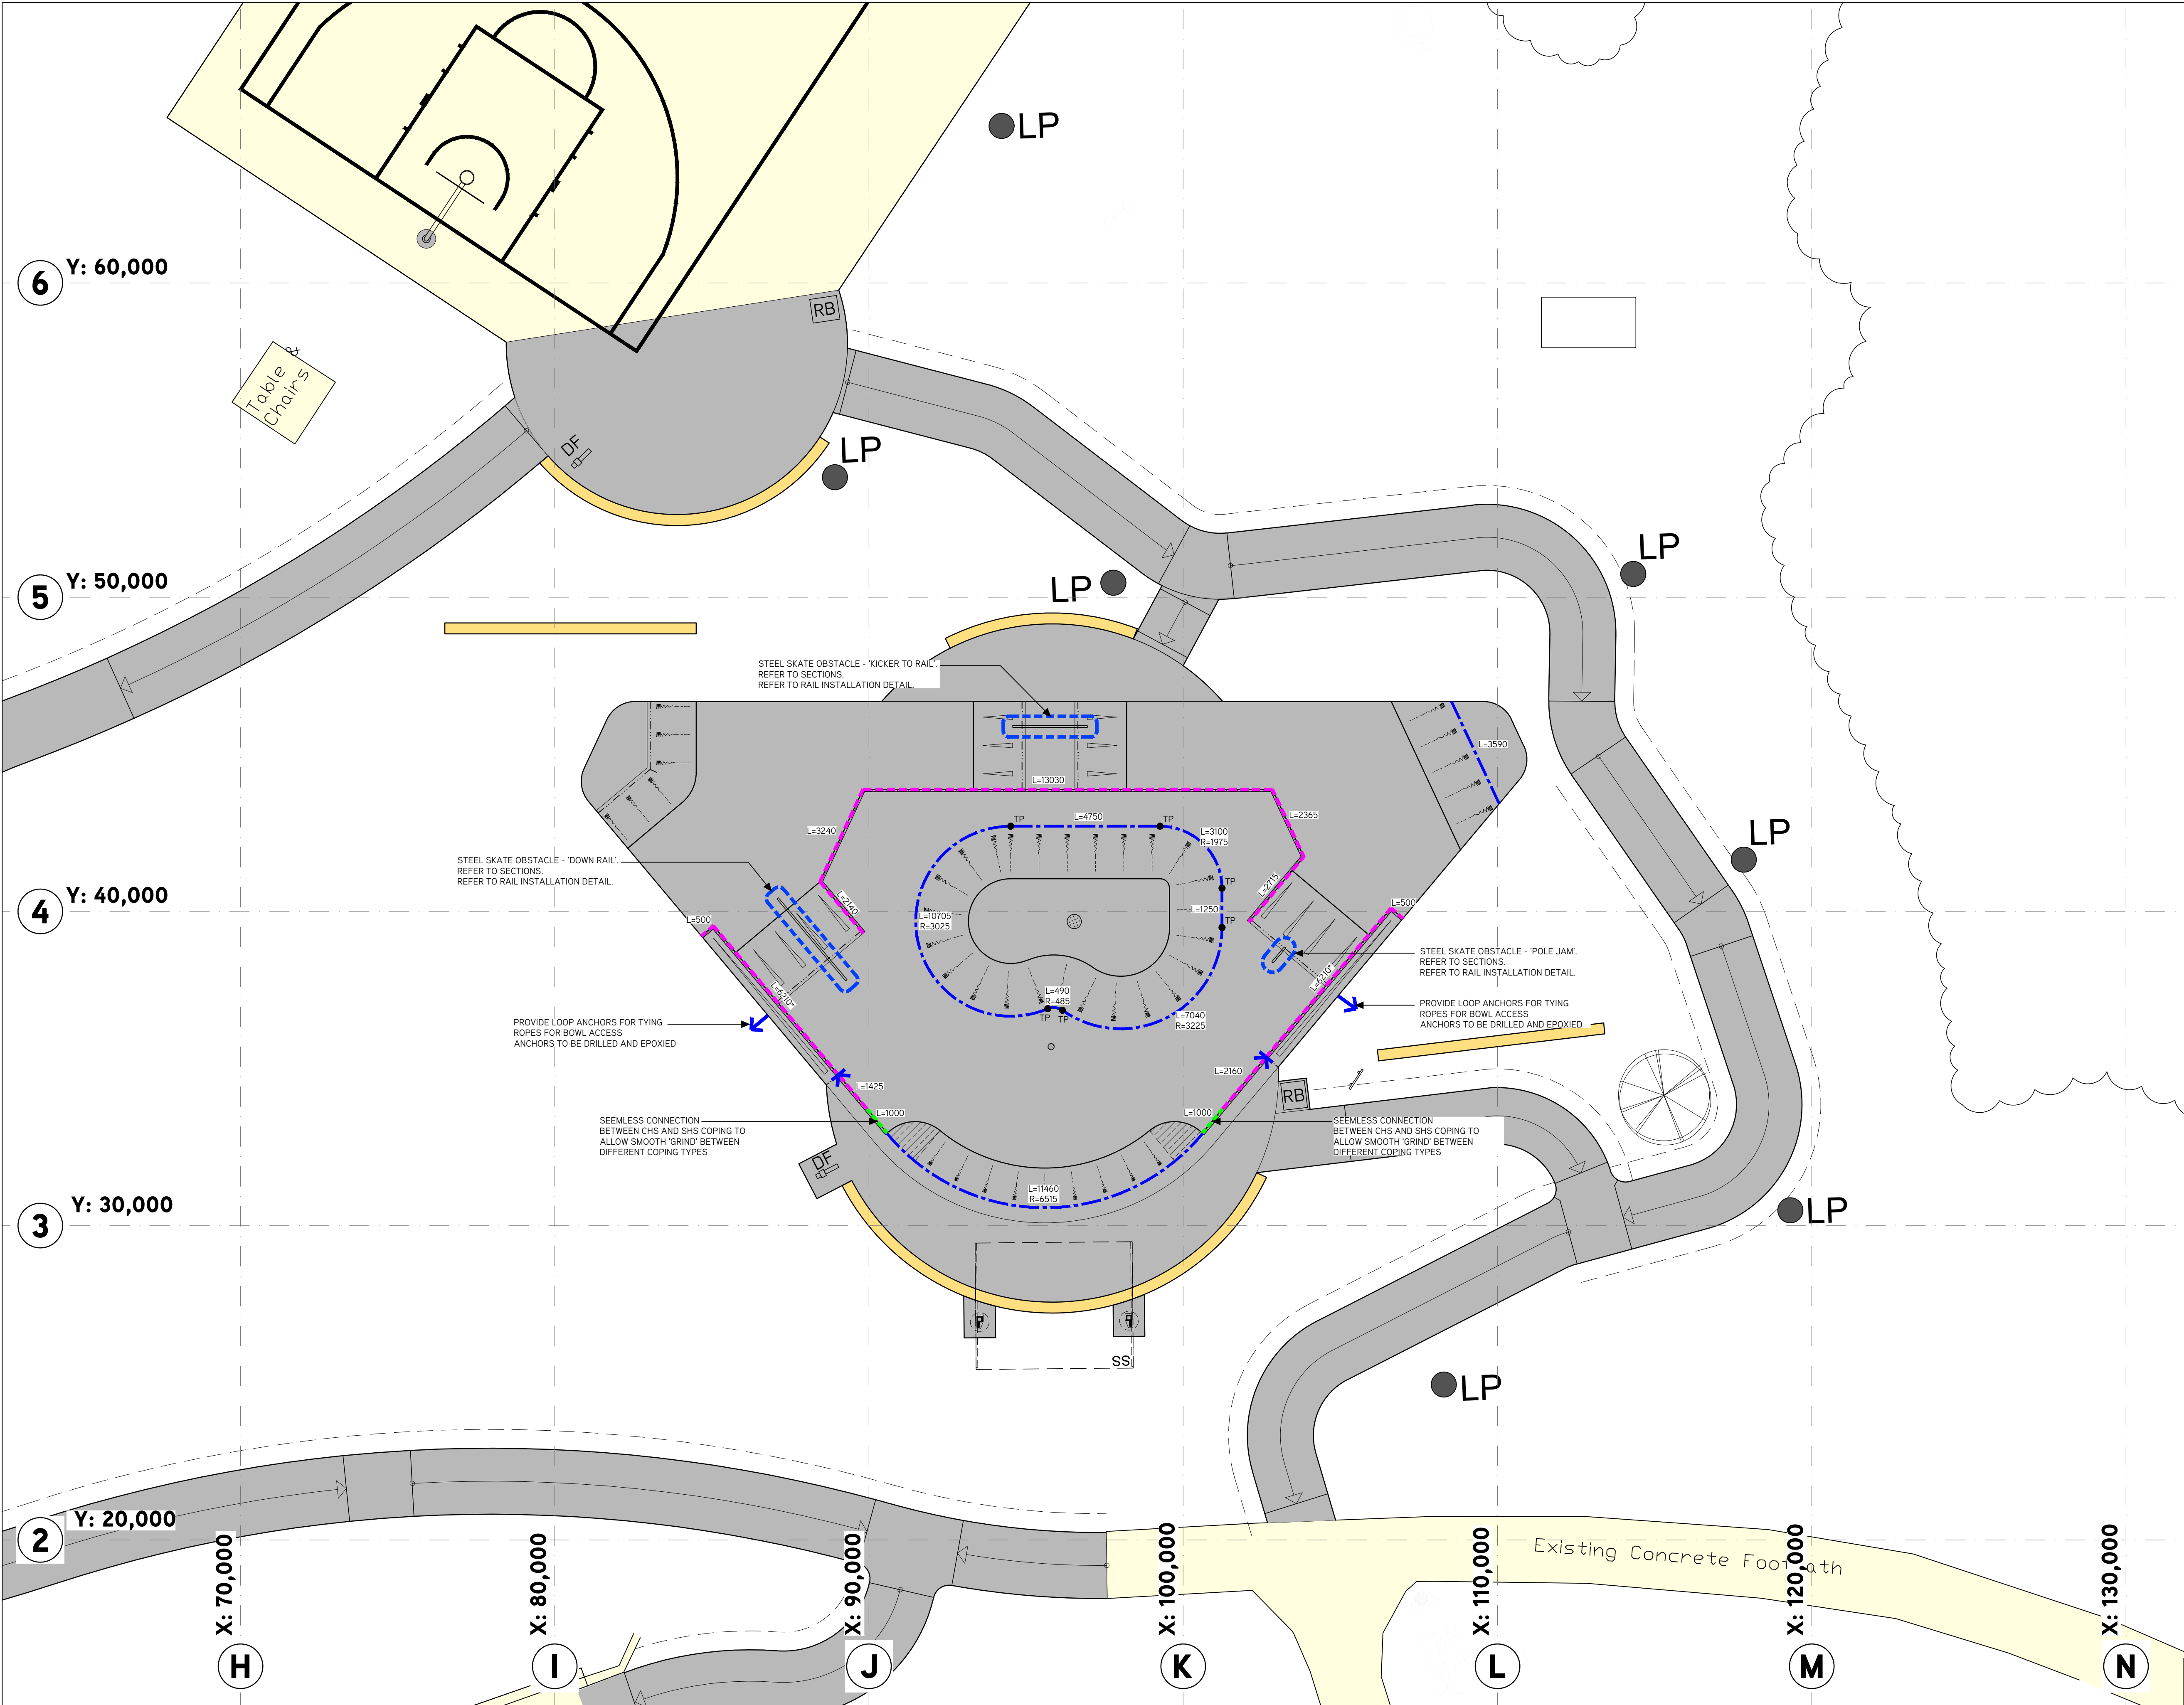 LP
6 Y: 60,000
RB
Table &
Chairs
DF
LP
LP
5 Y: 50,000
LP
STEEL SKATE OBSTACLE - 'KICKER TO RAIL'.
REFER TO SECTIONS.
REFER TO RAIL INSTALLATION DETAIL.
L=3590
L=13030
L=3240
TP
L=4750
TP
L=2365
L=3100
R=1975
STEEL SKATE OBSTACLE - 'DOWN RAIL'.
REFER TO SECTIONS.
REFER TO RAIL INSTALLATION DETAIL.
LP
4 Y: 40,000
L=2140
TP
L=2715
L=500
L=10705
R=3025
L=1250
TP
L=500
STEEL SKATE OBSTACLE - 'POLE JAM'.
REFER TO SECTIONS.
REFER TO RAIL INSTALLATION DETAIL.
L=6210*
L=6210*
L=490
R=485
TP
TP
L=7040
R=3225
PROVIDE LOOP ANCHORS FOR TYING
ROPES FOR BOWL ACCESS
ANCHORS TO BE DRILLED AND EPOXIED
PROVIDE LOOP ANCHORS FOR TYING
ROPES FOR BOWL ACCESS
ANCHORS TO BE DRILLED AND EPOXIED
L=1425
L=2160
RB
L=1000
L=1000
SEEMLESS CONNECTION
BETWEEN CHS AND SHS COPING TO
ALLOW SMOOTH 'GRIND' BETWEEN
DIFFERENT COPING TYPES
SEEMLESS CONNECTION
BETWEEN CHS AND SHS COPING TO
ALLOW SMOOTH 'GRIND' BETWEEN
DIFFERENT COPING TYPES
DF
L=11460
R=6515
3 Y: 30,000
LP
SS
LP
2 Y: 20,000
Existing Concrete Footpath
X: 70,000
X: 80,000
X: 90,000
X: 100,000
X: 110,000
X: 120,000
X: 130,000
H
I
J
K
L
M
N